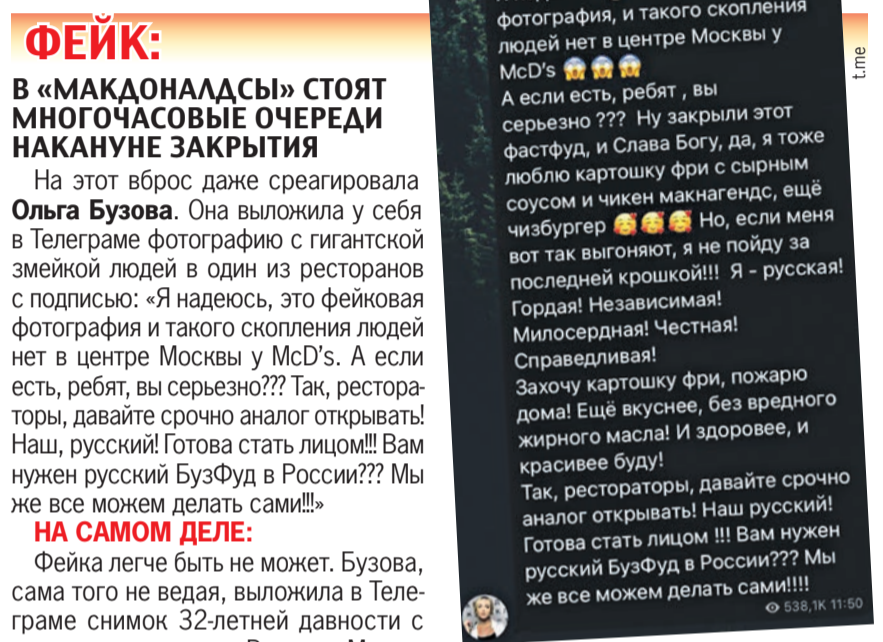 ФЕЙК:
В «МАКДОНАЛДСЫ» СТОЯТ
МНОГОЧАСОВЫЕ ОЧЕРЕДИ
НАКАНУНЕ ЗАКРЫТИЯ
На этот вброс даже среагировала
Ольга Бузова. Она выложила у себя
в Телеграме фотографию с гигантской
змейкой людей в один из ресторанов
с подписью: «Я надеюсь, это фейковая
фотография и такого скопления людей
нет в центре Москвы у McD's. А если
есть, ребят, вы серьезно??? Так, рестора-
торы, давайте срочно аналог открывать!
Наш, русский! Готова стать лицом!!! Вам
нужен русский БузФуд в России??? Мы
же все можем делать сами!!!»
НА САМОМ ДЕЛЕ:
Фейка легче быть не может. Бузова,
сама того не ведая, выложила в Теле-
граме снимок 32-летней давности с
фотография, и такого скопления
людей нет в центре Москвы у
McD's 😱 😱 😱
А если есть, ребят , вы
серьезно ??? Ну закрыли этот
фастфуд, и Слава Богу, да, я тоже
люблю картошку фри с сырным
соусом и чикен макнагендс, ещё
чизбургер 🥰 🥰 🥰 Но, если меня
вот так выгоняют, я не пойду за
последней крошкой!!! Я - русская!
Гордая! Независимая!
Милосердная! Честная!
Справедливая!
Захочу картошку фри, пожарю
дома! Ещё вкуснее, без вредного
жирного масла! И здоровее, и
красивее буду!
Так, рестораторы, давайте срочно
аналог открывать! Наш русский!
Готова стать лицом !!! Вам нужен
русский БузФуд в России??? Мы
же все можем делать сами!!!!
538,1K 11:50
t.me